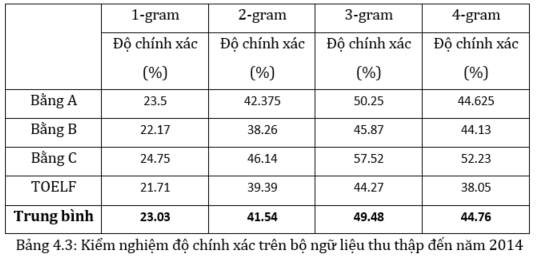 1-gram 2-gram 3-gram 4-gram
Độ chính xác (%) Độ chính xác (%) Độ chính xác (%) Độ chính xác (%)
Bằng A 23.5 42.375 50.25 44.625
Bằng B 22.17 38.26 45.87 44.13
Bằng C 24.75 46.14 57.52 52.23
TOELF 21.71 39.39 44.27 38.05
Trung bình 23.03 41.54 49.48 44.76
Bảng 4.3: Kiểm nghiệm độ chính xác trên bộ ngữ liệu thu thập đến năm 2014